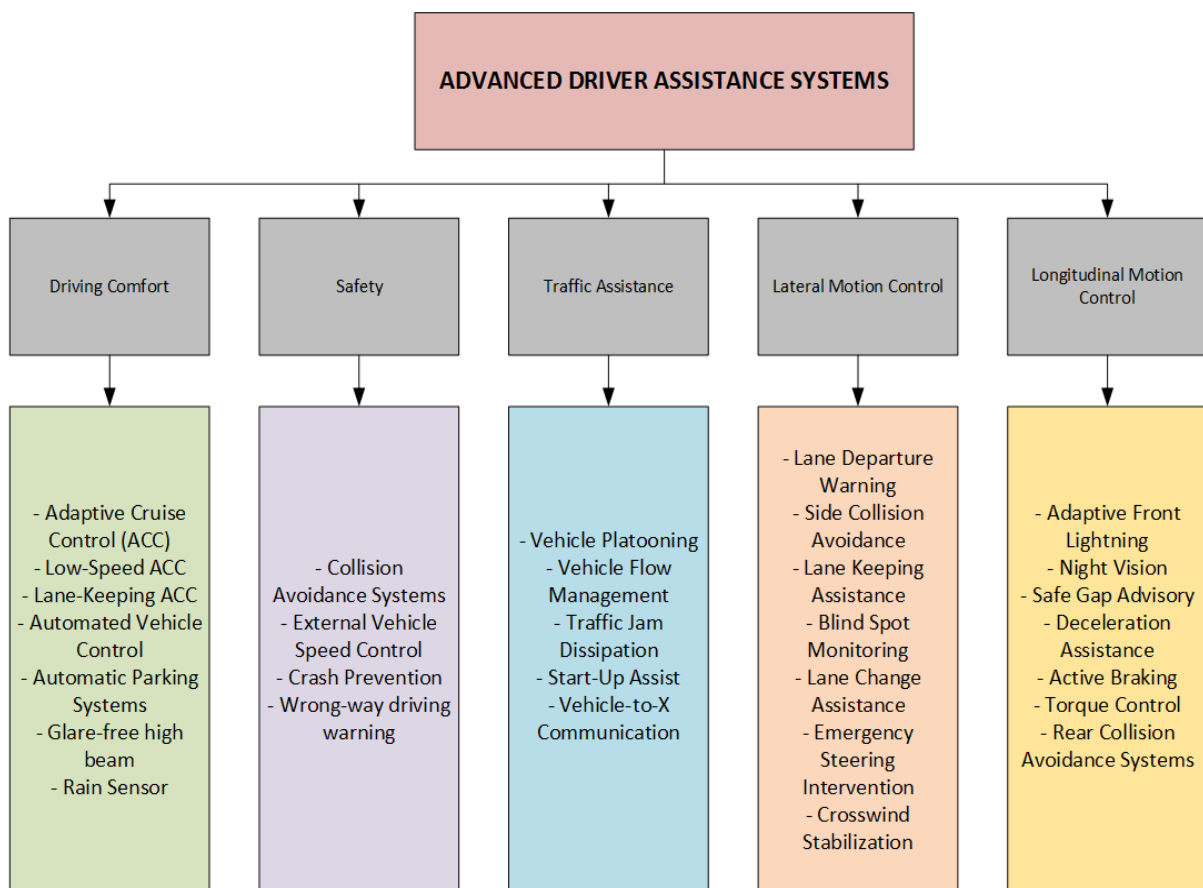 ADVANCED DRIVER ASSISTANCE SYSTEMS
Driving Comfort
Safety
Traffic Assistance
Lateral Motion Control
Longitudinal Motion
Control
- Adaptive Cruise
Control (ACC)
- Low-Speed ACC
- Lane-Keeping ACC
- Automated Vehicle
Control
- Automatic Parking
Systems
- Glare-free high
beam
- Rain Sensor
- Collision
Avoidance Systems
- External Vehicle
Speed Control
- Crash Prevention
- Wrong-way driving
warning
- Vehicle Platooning
- Vehicle Flow
Management
- Traffic Jam
Dissipation
- Start-Up Assist
- Vehicle-to-X
Communication
- Lane Departure
Warning
- Side Collision
Avoidance
- Lane Keeping
Assistance
- Blind Spot
Monitoring
- Lane Change
Assistance
- Emergency
Steering
Intervention
- Crosswind
Stabilization
- Adaptive Front
Lightning
- Night Vision
- Safe Gap Advisory
- Deceleration
Assistance
- Active Braking
- Torque Control
- Rear Collision
Avoidance Systems